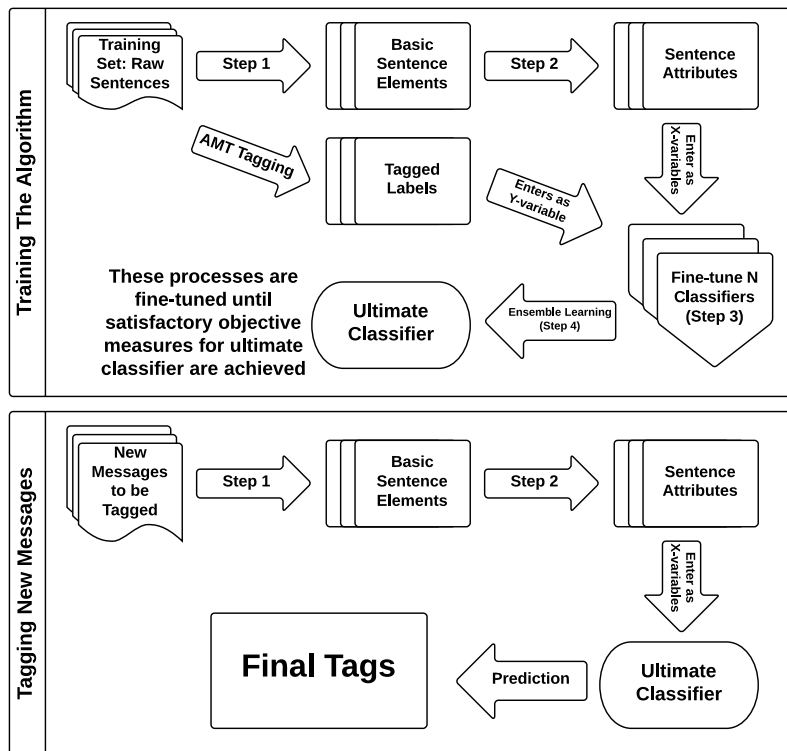 Training The Algorithm
Training
Set: Raw
Sentences
Step 1
Basic
Sentence
Elements
Step 2
Sentence
Attributes
AMT Tagging
Tagged
Labels
Enters as
Y-variable
Enter as
X-variables
Fine-tune N
Classifiers
(Step 3)
Ensemble Learning
(Step 4)
Ultimate
Classifier
These processes are
fine-tuned until
satisfactory objective
measures for ultimate
classifier are achieved
Tagging New Messages
New
Messages
to be
Tagged
Step 1
Basic
Sentence
Elements
Step 2
Sentence
Attributes
Enter as
X-variables
Ultimate
Classifier
Prediction
Final Tags